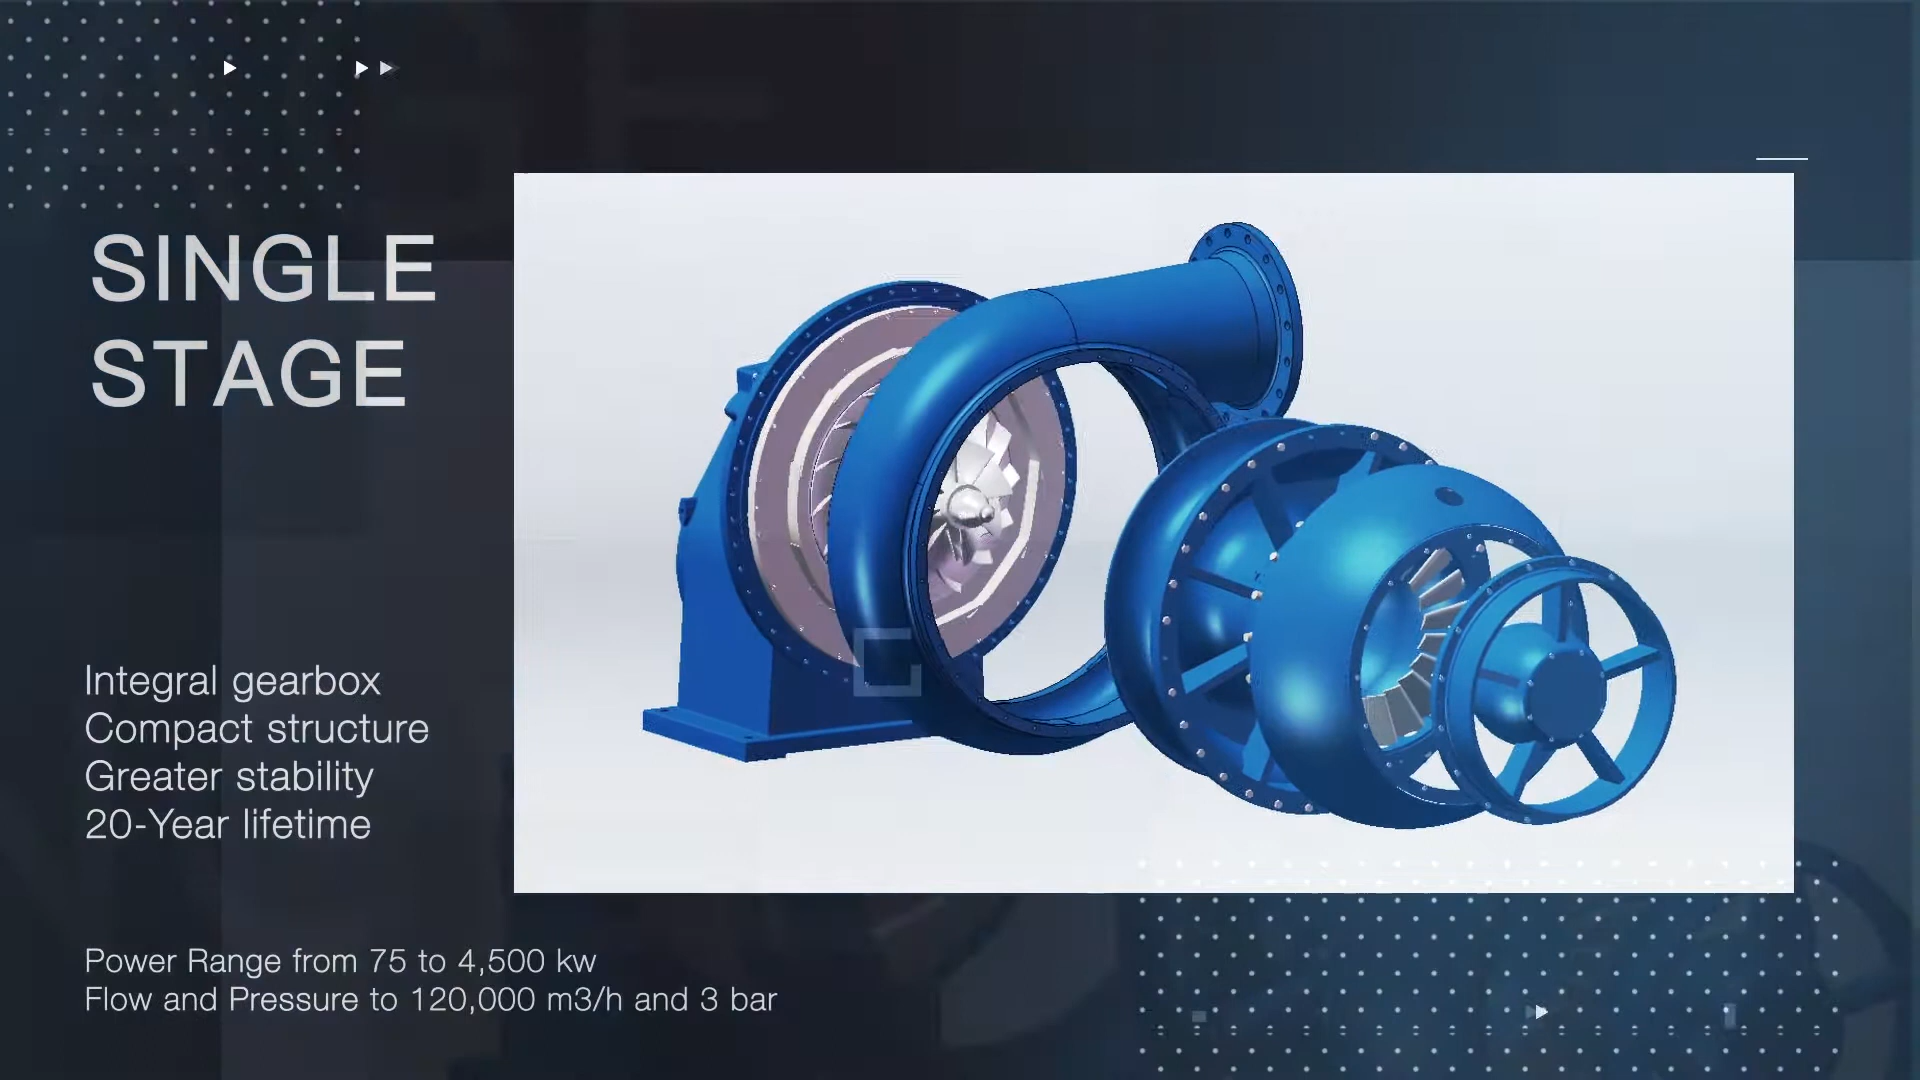 SINGLE
STAGE
Integral gearbox
Compact structure
Greater stability
20-Year lifetime
Power Range from 75 to 4,500 kw
Flow and Pressure to 120,000 m3/h and 3 bar